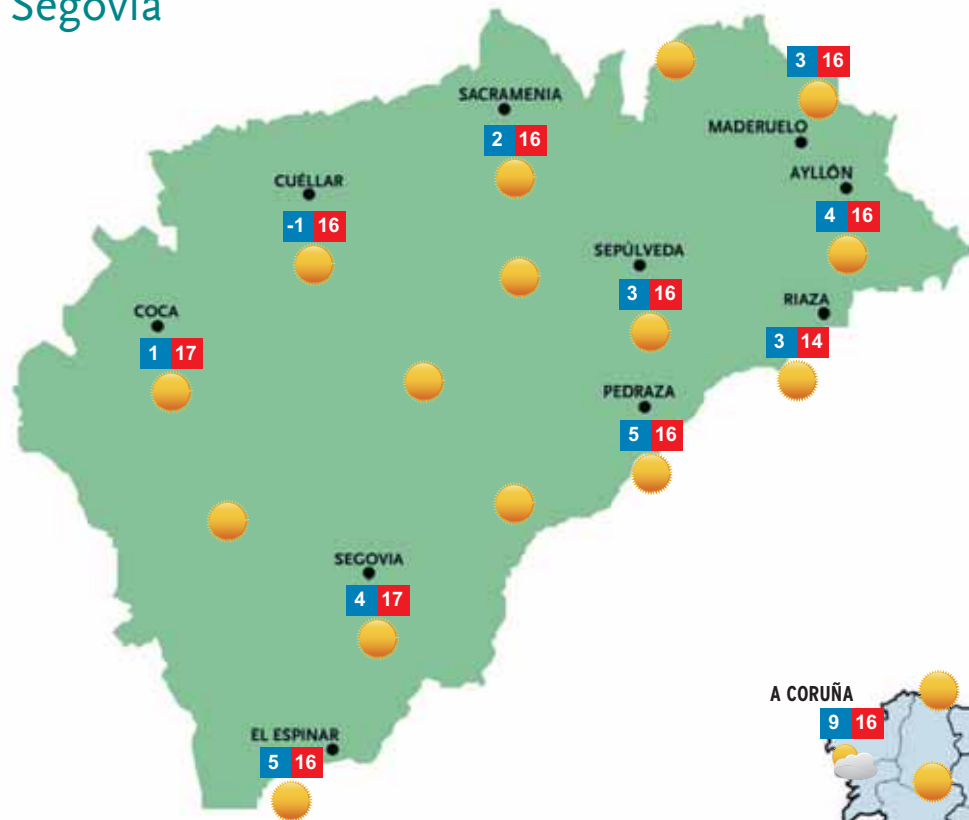 Segovia
3 16
SACRAMENIA
MADERUELO
2 16
AYLLÓN
CUÉLLAR
4 16
-1 16
SEPÚLVEDA
3 16
RIAZA
COCA
3 14
1 17
PEDRAZA
5 16
SEGOVIA
4 17
A CORUÑA
9 16
EL ESPINAR
5 16